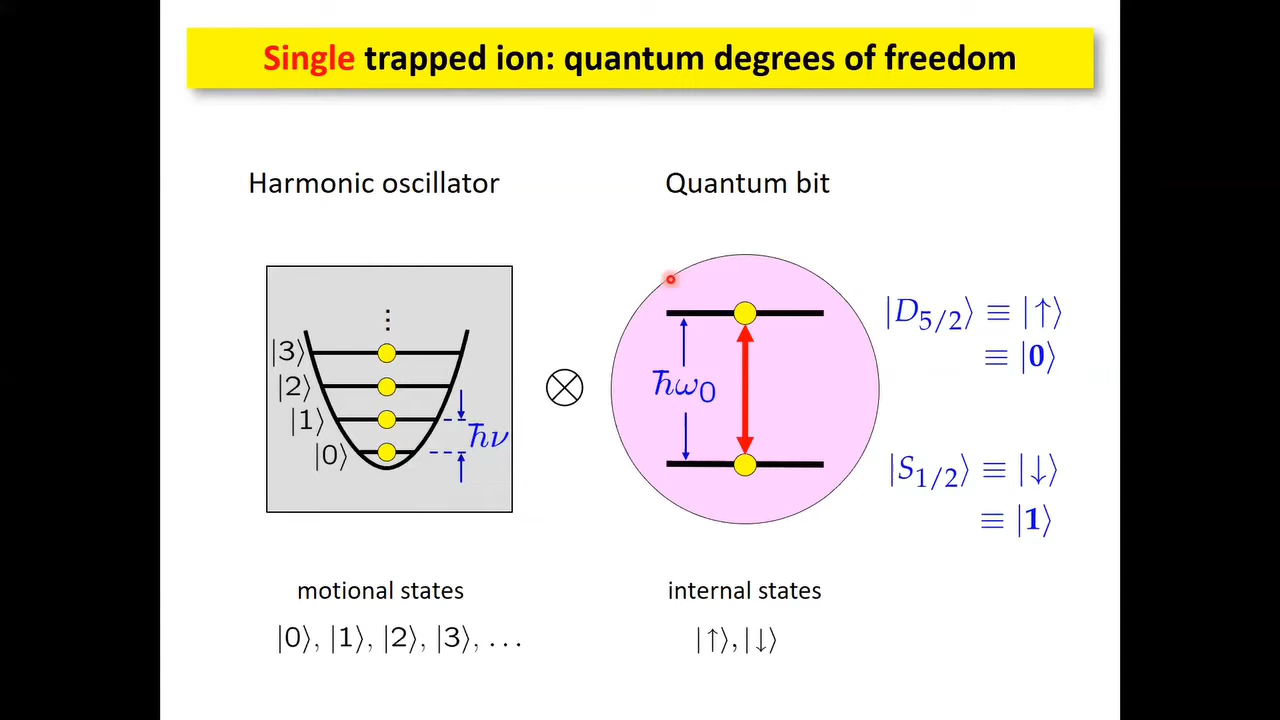 Single trapped ion: quantum degrees of freedom
Harmonic oscillator
Quantum bit
⋮
|3⟩
|2⟩
|1⟩
|0⟩
ħν
⊗
ħω₀
|D₅/₂⟩ ≡ |↑⟩
≡ |0⟩
|S₁/₂⟩ ≡ |↓⟩
≡ |1⟩
motional states
|0⟩, |1⟩, |2⟩, |3⟩, ...
internal states
|↑⟩,|↓⟩